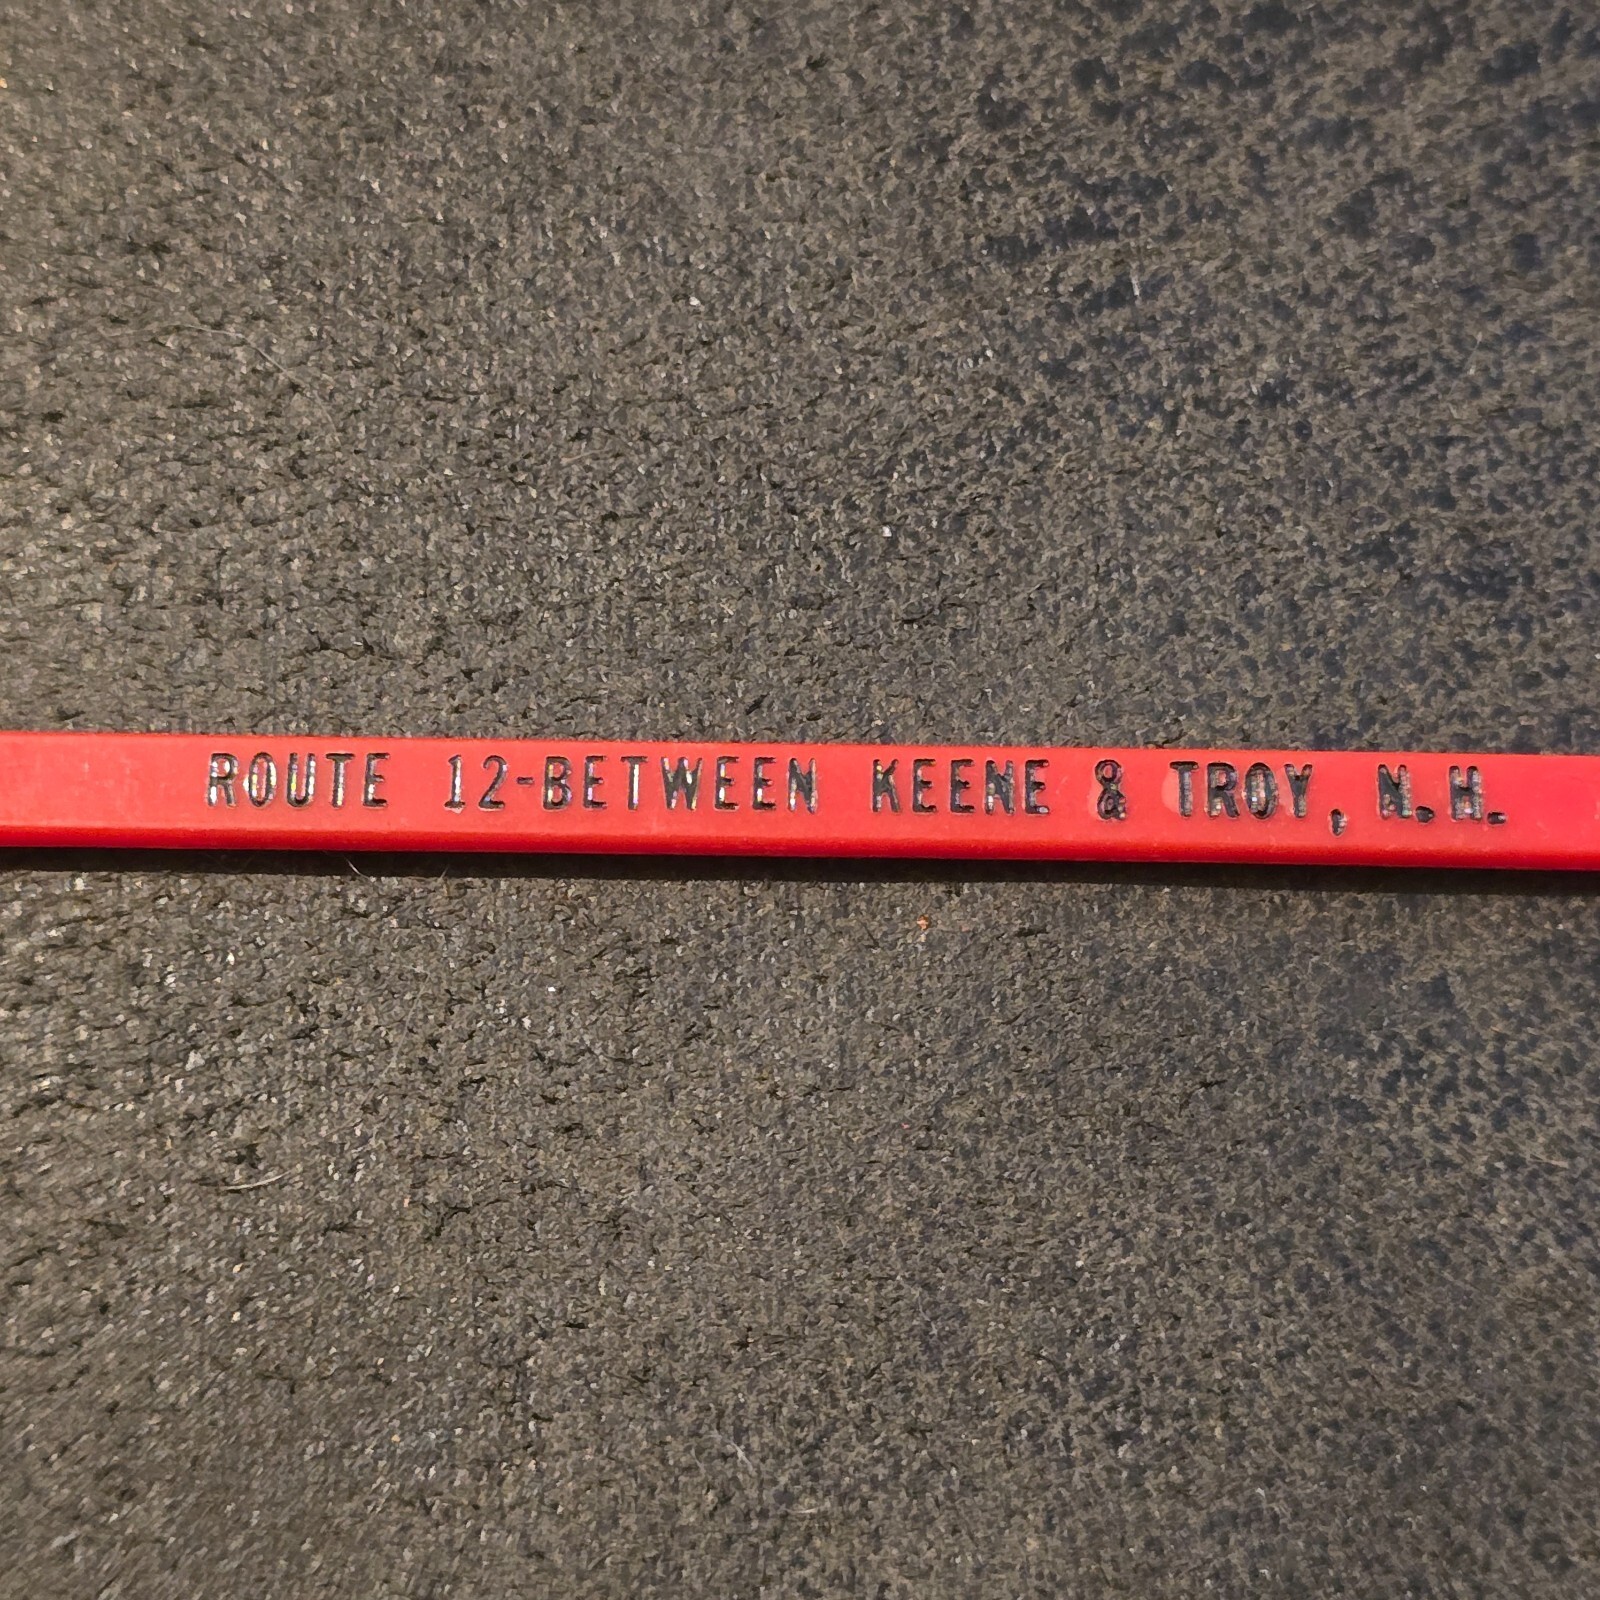 ROUTE 12-BETWEEN KEENE & TROY, N.H.